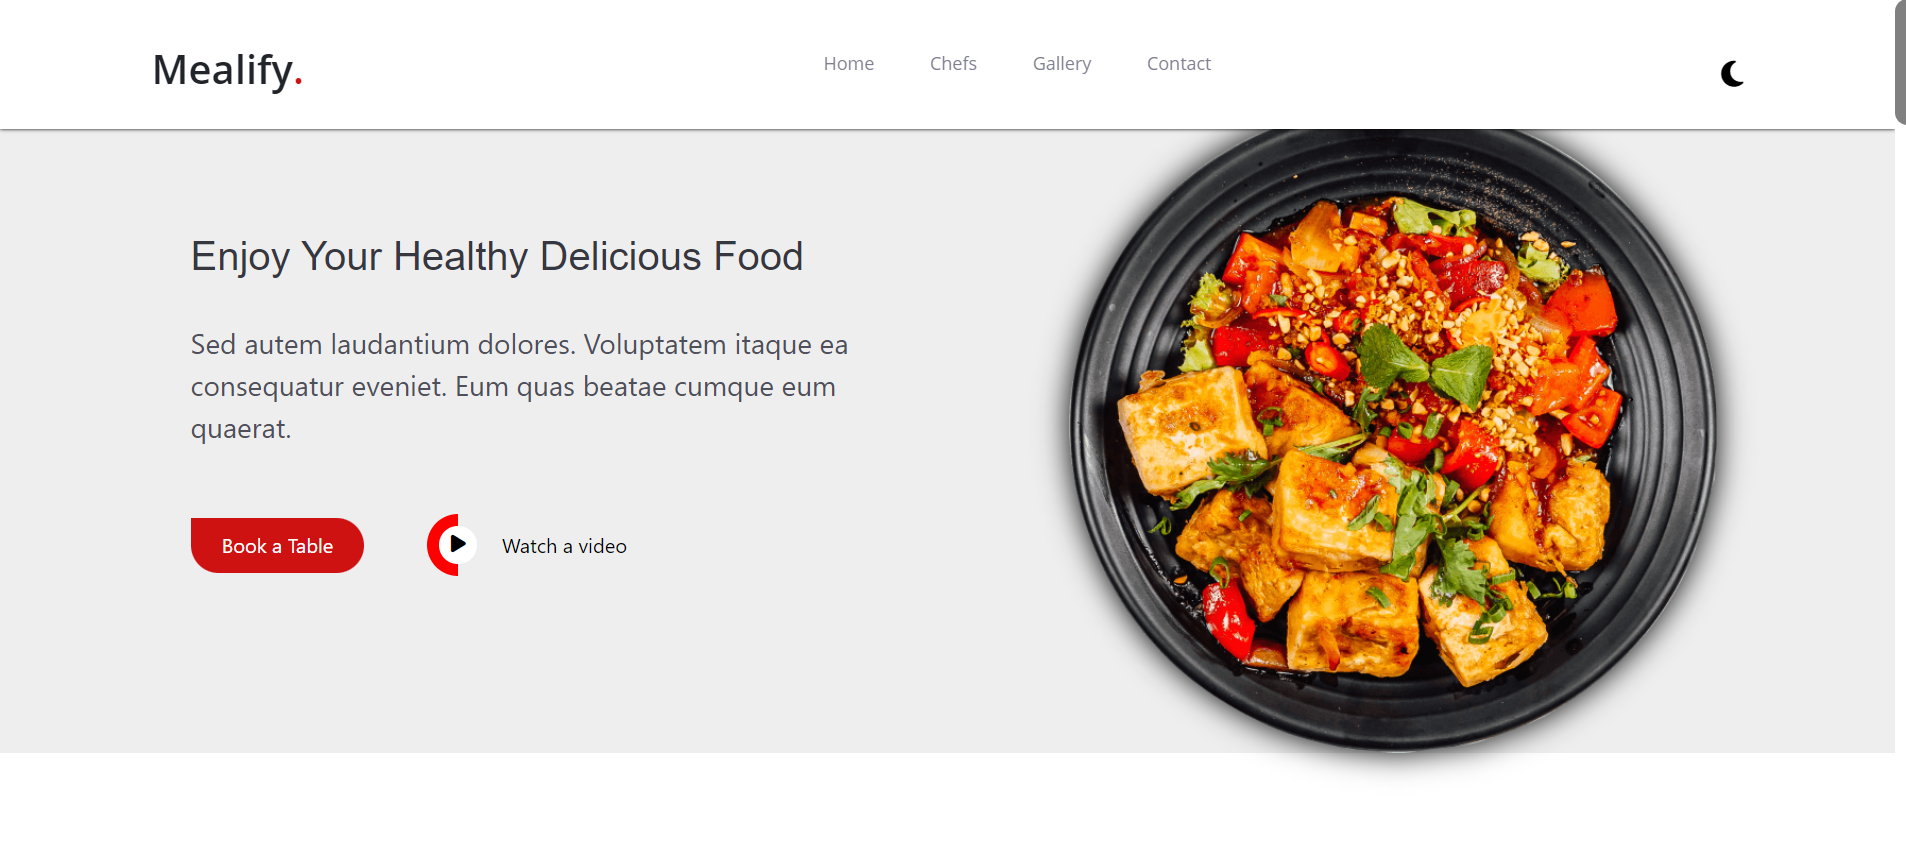 Mealify.
Home Chefs Gallery Contact
Enjoy Your Healthy Delicious Food
Sed autem laudantium dolores. Voluptatem itaque ea
consequatur eveniet. Eum quas beatae cumque eum
quaerat.
Book a Table
Watch a video